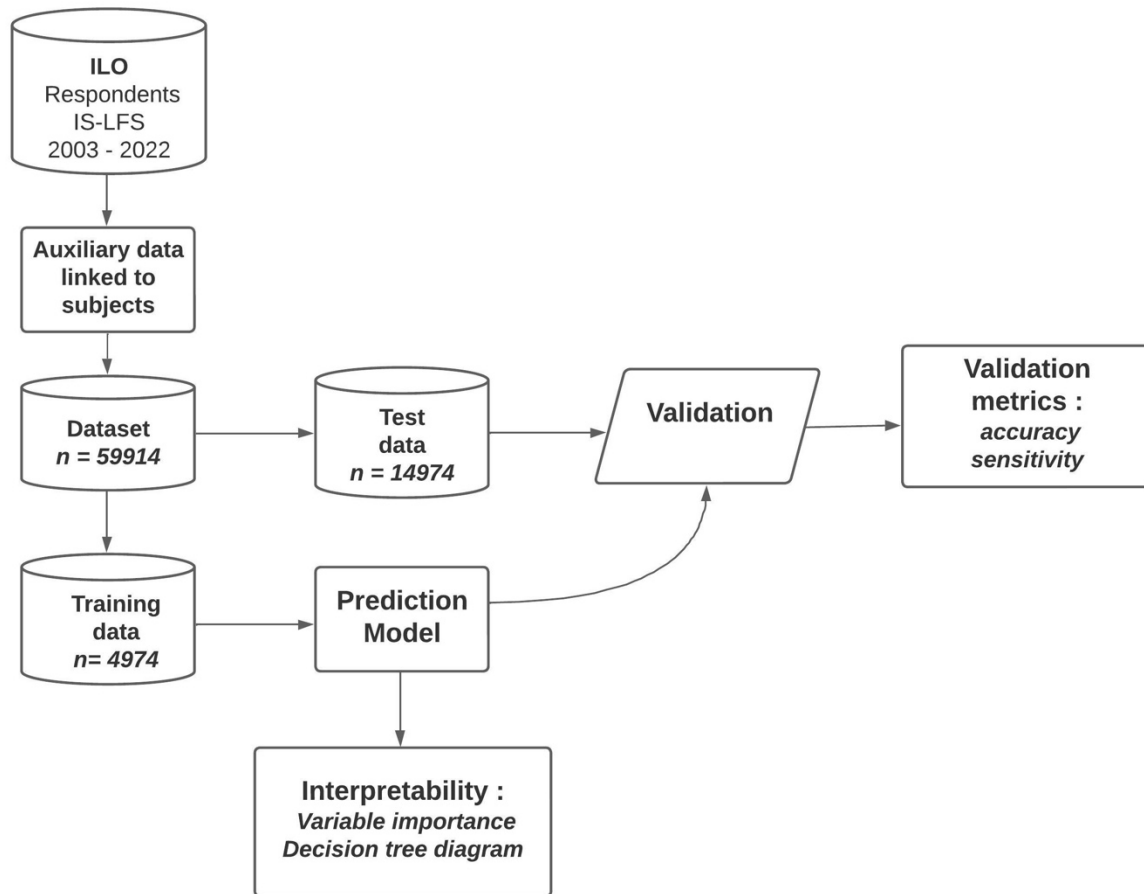 ILO
Respondents
IS-LFS
2003 - 2022
Auxiliary data
linked to
subjects
Dataset
n = 59914
Test
data
n = 14974
Validation
Validation
metrics :
accuracy
sensitivity
Training
data
n= 4974
Prediction
Model
Interpretability :
Variable importance
Decision tree diagram